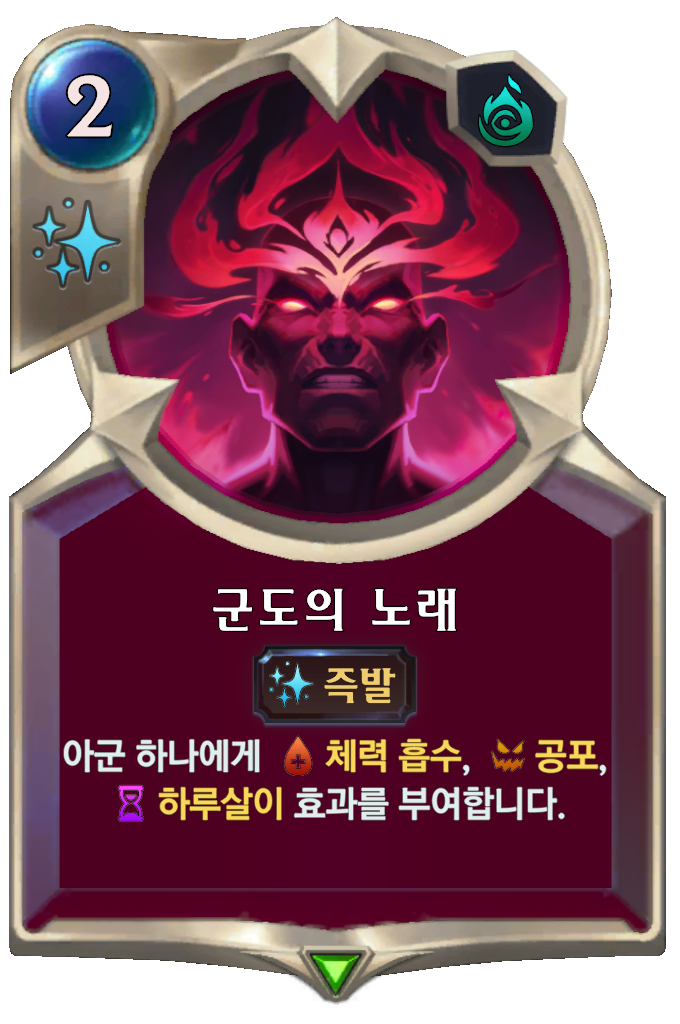 2
군도의 노래
즉발
아군 하나에게 체력 흡수, 공포,
하루살이 효과를 부여합니다.